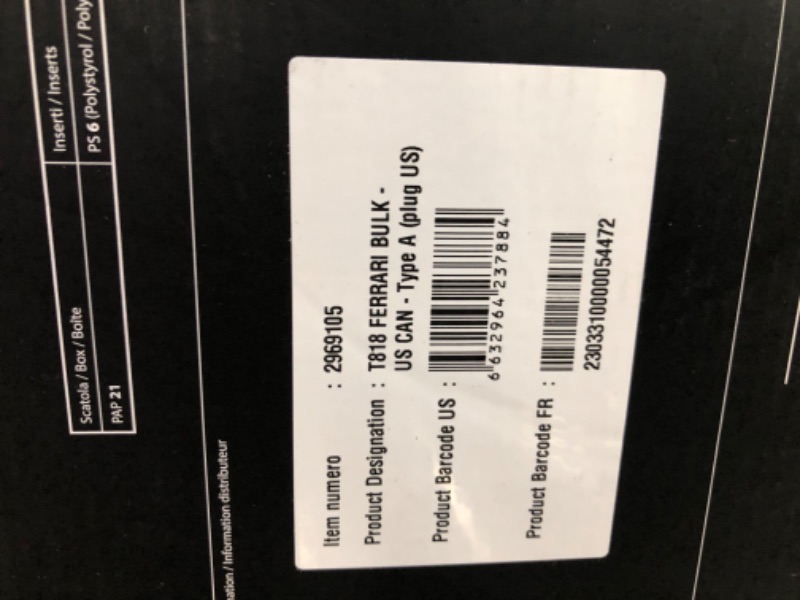 Inserti / Inserts
PS 6 (Polystyrol / Poly
Scatola / Box / Boîte
PAP 21
/ Information distributeur
Item numero : 2969105
Product Designation : T818 FERRARI BULK -
US CAN - Type A (plug US)
Product Barcode US :
6 632964 237884
Product Barcode FR :
2303310000054472